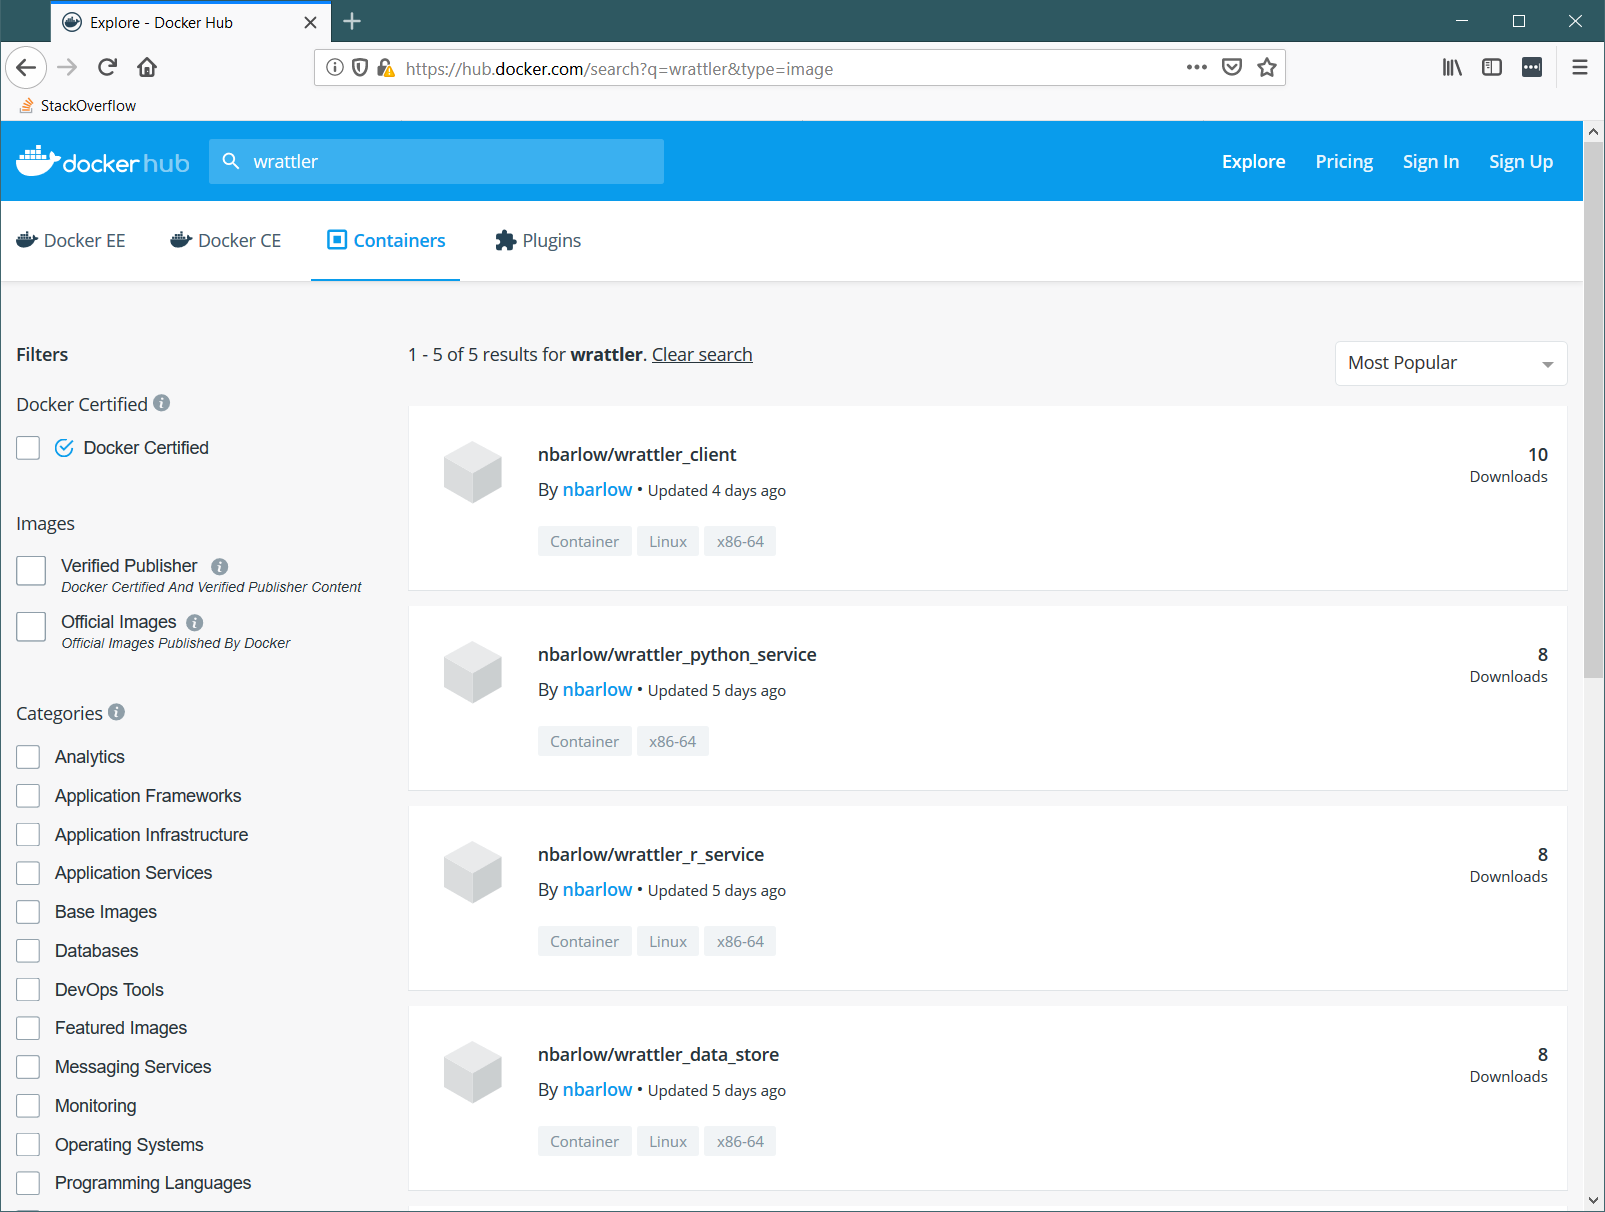 Explore - Docker Hub
https://hub.docker.com/search?q=wrattler&type=image
StackOverflow
docker hub
wrattler
Explore
Pricing
Sign In
Sign Up
Docker EE
Docker CE
Containers
Plugins
Filters
Docker Certified
Docker Certified
Images
Verified Publisher
Docker Certified And Verified Publisher Content
Official Images
Official Images Published By Docker
Categories
Analytics
Application Frameworks
Application Infrastructure
Application Services
Base Images
Databases
DevOps Tools
Featured Images
Messaging Services
Monitoring
Operating Systems
Programming Languages
1 - 5 of 5 results for wrattler. Clear search
Most Popular
nbarlow/wrattler_client
By nbarlow • Updated 4 days ago
Container Linux x86-64
10
Downloads
nbarlow/wrattler_python_service
By nbarlow • Updated 5 days ago
Container x86-64
8
Downloads
nbarlow/wrattler_r_service
By nbarlow • Updated 5 days ago
Container Linux x86-64
8
Downloads
nbarlow/wrattler_data_store
By nbarlow • Updated 5 days ago
Container Linux x86-64
8
Downloads